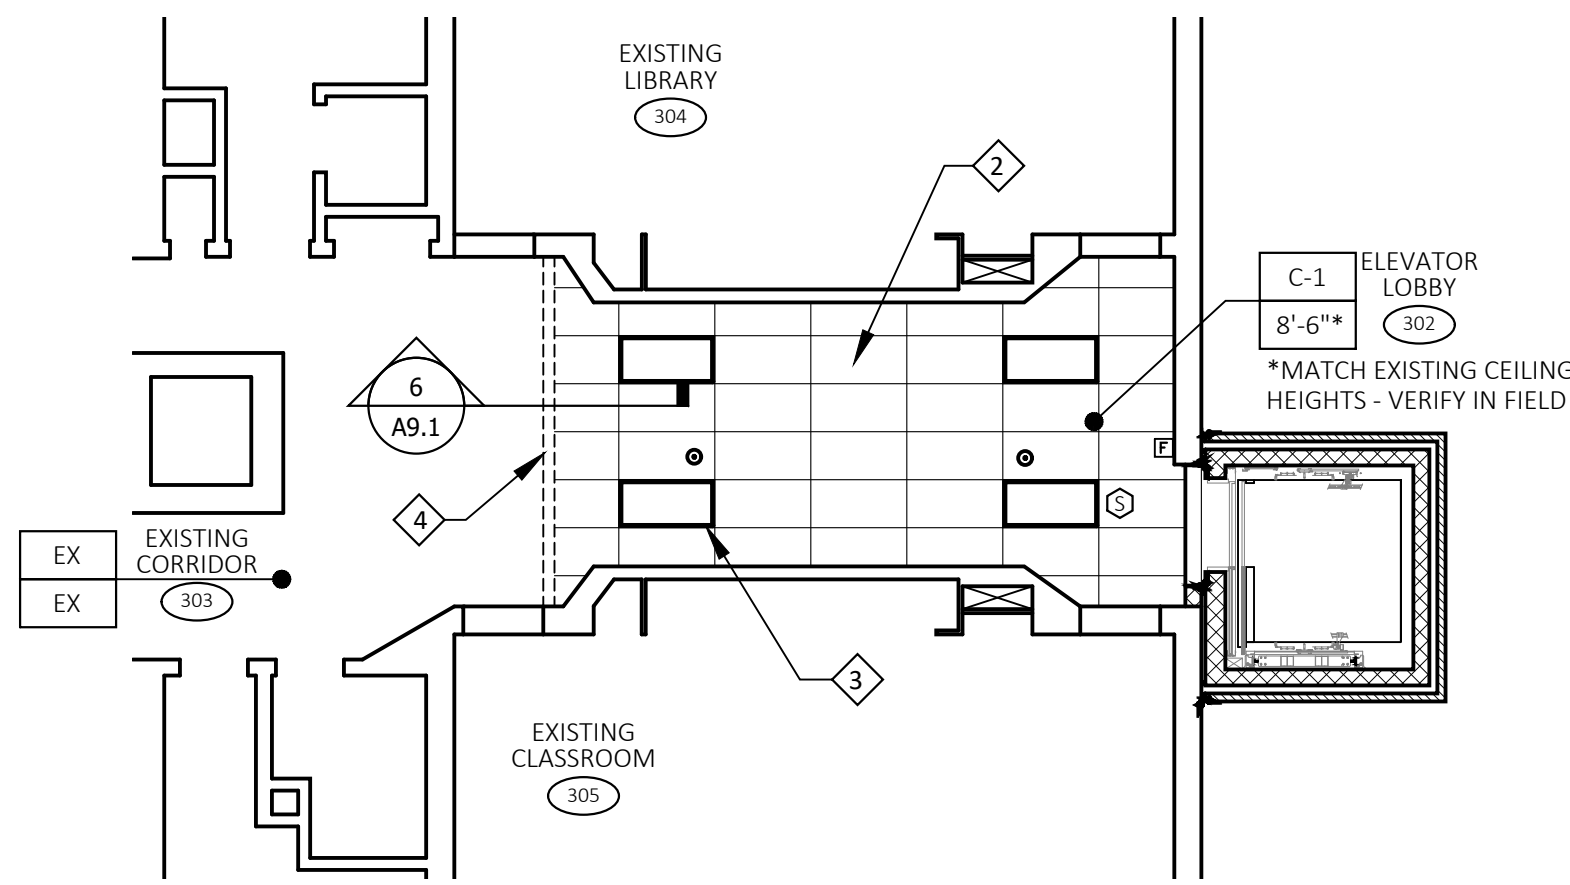 EXISTING
LIBRARY
304
2
C-1
8'-6"*
ELEVATOR
LOBBY
302
*MATCH EXISTING CEILING
HEIGHTS - VERIFY IN FIELD
6
A9.1
F
S
4
EX
EX
EXISTING
CORRIDOR
303
3
EXISTING
CLASSROOM
305